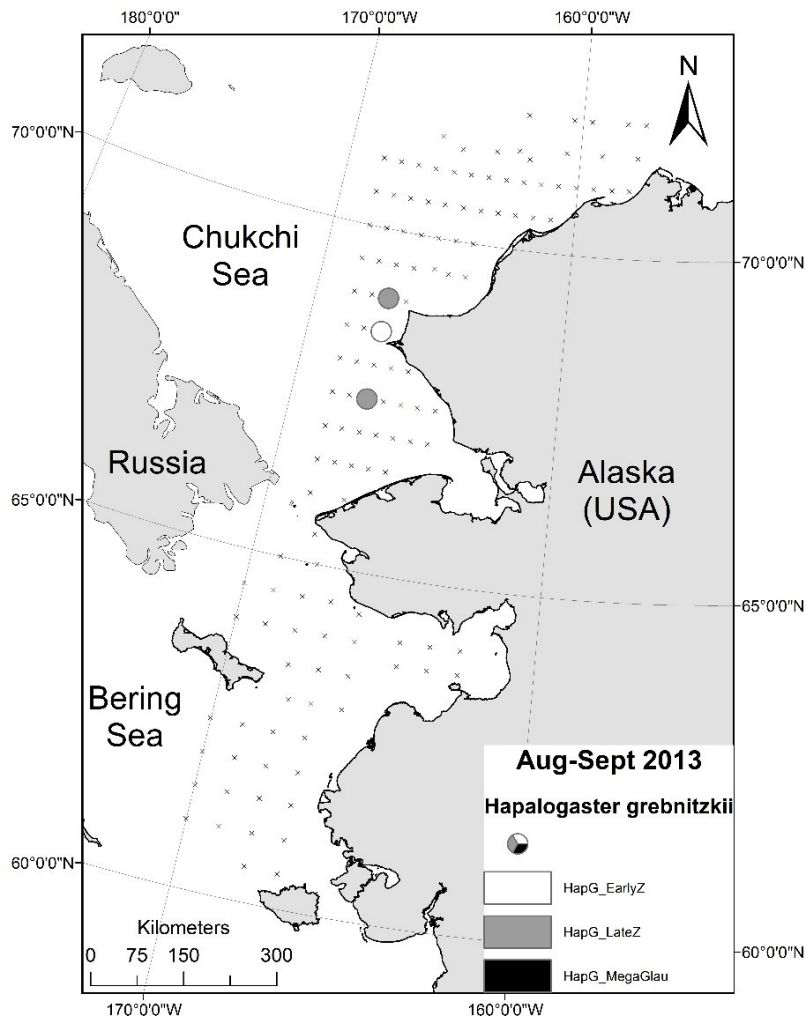 180°0'0"
170°0'0"W
160°0'0"W
N
70°0'0"N
Chukchi
Sea
70°0'0"N
Russia
Alaska
(USA)
65°0'0"N
65°0'0"N
Bering
Sea
Aug-Sept 2013
Hapalogaster grebnitzkii
60°0'0"N
HapG_EarlyZ
Kilometers
HapG_LateZ
0 75 150 300
60°0'0"N
HapG_MegaGlau
170°0'0"W
160°0'0"W